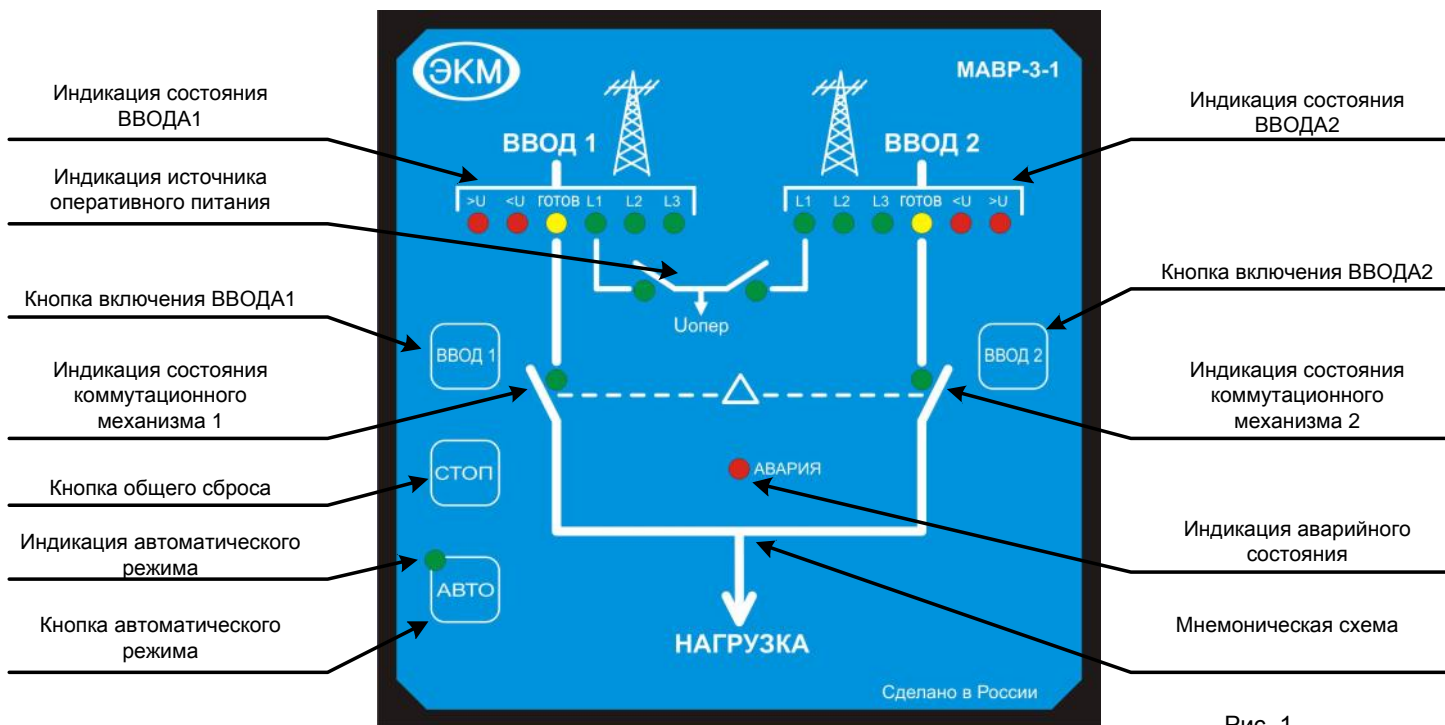 Индикация состояния
ВВОДА1
Индикация источника
оперативного питания
Кнопка включения ВВОДА1
Индикация состояния
коммутационного
механизма 1
Кнопка общего сброса
Индикация автоматического
режима
Кнопка автоматического
режима
ЭКМ
МАВР-3-1
ВВОД 1
ВВОД 2
>U <U ГОТОВ L1 L2 L3
L1 L2 L3 ГОТОВ <U >U
Uопер
ВВОД 1
ВВОД 2
СТОП
АВАРИЯ
АВТО
НАГРУЗКА
Сделано в России
Индикация состояния
ВВОДА2
Кнопка включения ВВОДА2
Индикация состояния
коммутационного
механизма 2
Индикация аварийного
состояния
Мнемоническая схема
Рис. 1